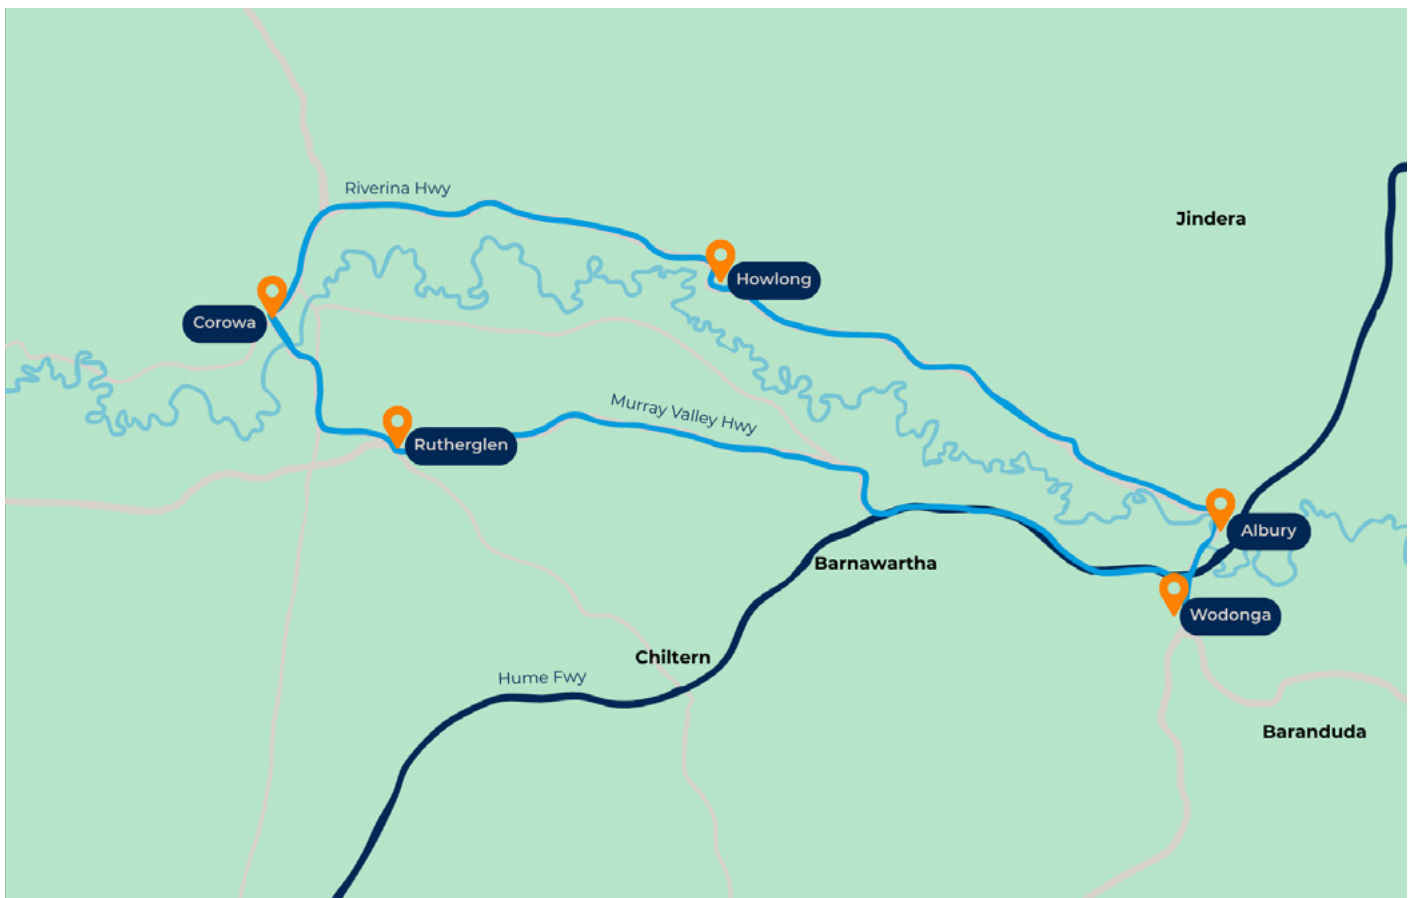 Riverina Hwy
Jindera
Howlong
Corowa
Murray Valley Hwy
Rutherglen
Albury
Barnawartha
Wodonga
Chiltern
Hume Fwy
Baranduda